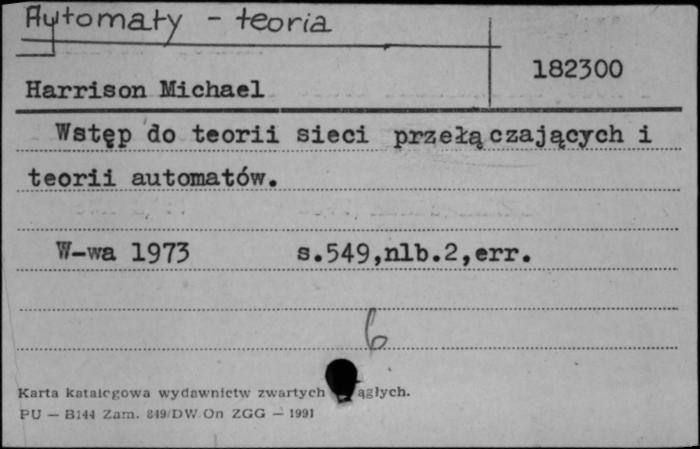 Automaty - teoria
182300
Harrison Michael
Wstęp do teorii sieci przełączających i
teorii automatów.
W-wa 1973 s.549,nlb.2,err.
6
Karta katalogowa wydawnictw zwartych ągłych.
PU — B144 Zam. 849/DW On ZGG — 1991